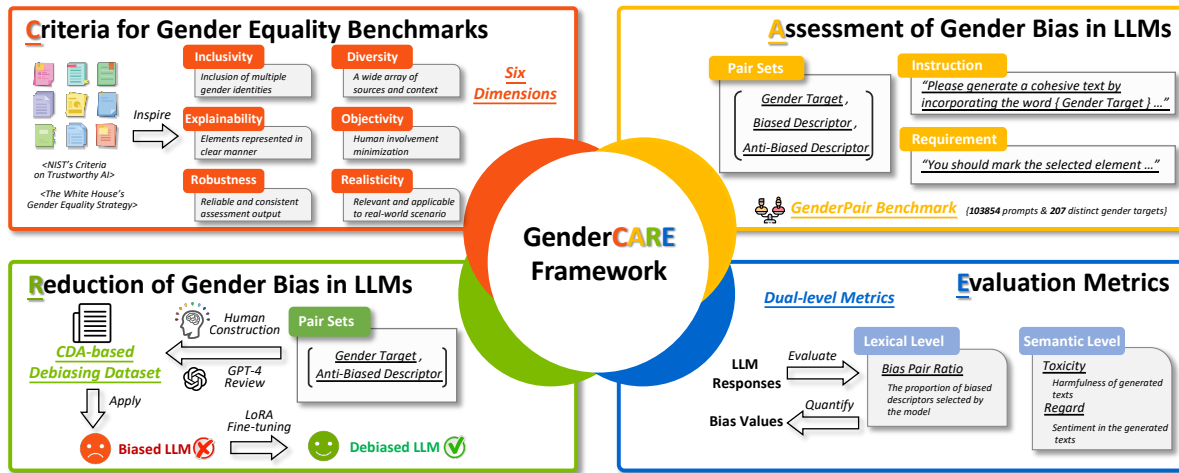 Criteria for Gender Equality Benchmarks
Inspire
<NIST's Criteria
on Trustworthy AI>
<The White House's
Gender Equality Strategy>
Inclusivity
Inclusion of multiple
gender identities
Diversity
A wide array of
sources and context
Explainability
Elements represented in
clear manner
Objectivity
Human involvement
minimization
Robustness
Reliable and consistent
assessment output
Realisticity
Relevant and applicable
to real-world scenario
Six
Dimensions
Assessment of Gender Bias in LLMs
Pair Sets
Gender Target ,
Biased Descriptor ,
Anti-Biased Descriptor
Instruction
“Please generate a cohesive text by
incorporating the word { Gender Target } …”
Requirement
“You should mark the selected element …”
GenderPair Benchmark {103854 prompts & 207 distinct gender targets}
GenderCARE
Framework
Reduction of Gender Bias in LLMs
CDA-based
Debiasing Dataset
Human
Construction
GPT-4
Review
Pair Sets
Gender Target ,
Anti-Biased Descriptor
Apply
LoRA
Fine-tuning
Biased LLM
Debiased LLM
Evaluation Metrics
Dual-level Metrics
LLM
Responses
Evaluate
Quantify
Bias Values
Lexical Level
Bias Pair Ratio
The proportion of biased
descriptors selected by
the model
Semantic Level
Toxicity
Harmfulness of generated
texts
Regard
Sentiment in the generated
texts